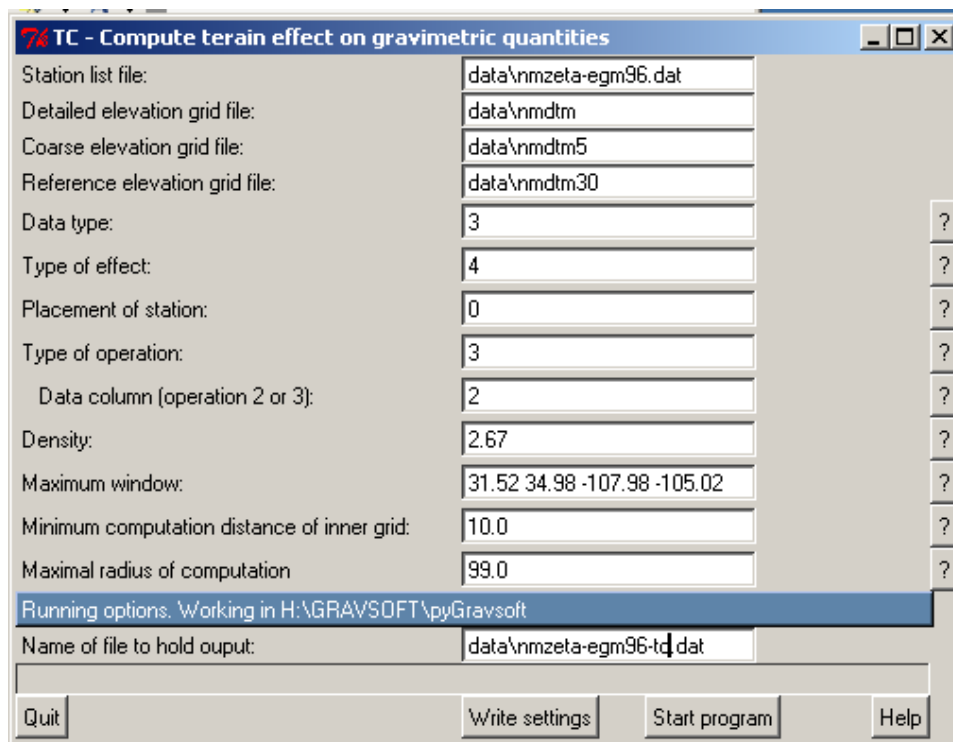 TC - Compute terain effect on gravimetric quantities
Station list file: data\nmzeta-egm96.dat
Detailed elevation grid file: data\nmdtm
Coarse elevation grid file: data\nmdtm5
Reference elevation grid file: data\nmdtm30
Data type: 3 ?
Type of effect: 4 ?
Placement of station: 0 ?
Type of operation: 3 ?
Data column (operation 2 or 3): 2 ?
Density: 2.67 ?
Maximum window: 31.52 34.98 -107.98 -105.02 ?
Minimum computation distance of inner grid: 10.0 ?
Maximal radius of computation 99.0 ?
Running options. Working in H:\GRAVSOFT\pyGravsoft
Name of file to hold ouput: data\nmzeta-egm96-tc.dat
Quit Write settings Start program Help